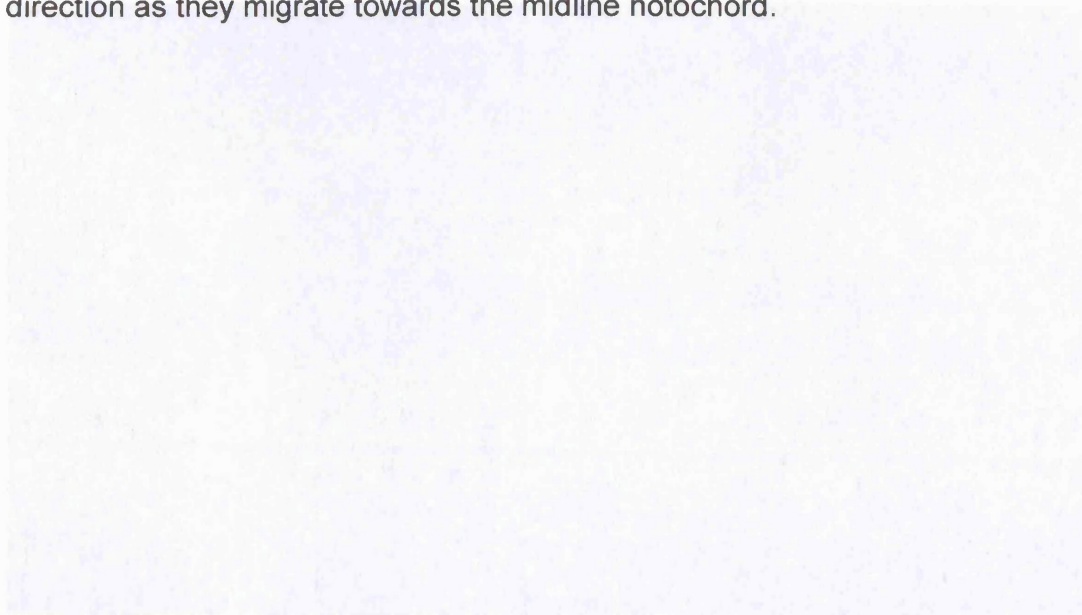 direction as they migrate towards the midline notochord.